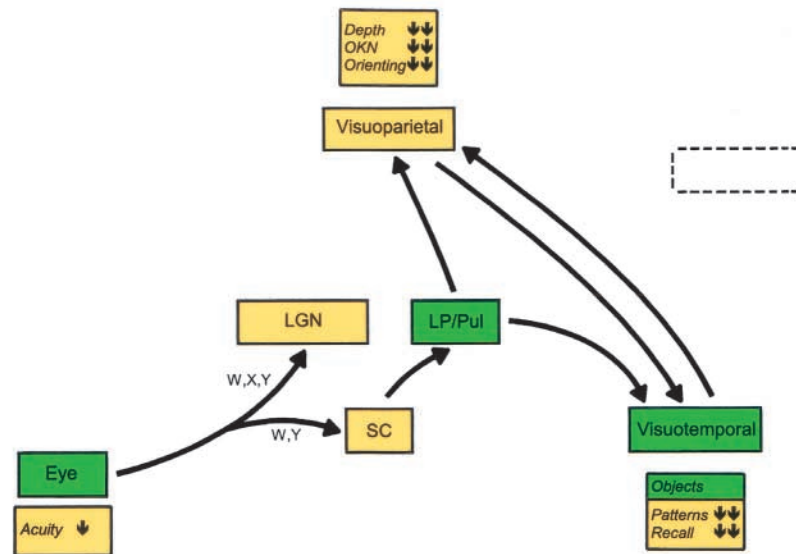 Depth
OKN
Orienting
Visuoparietal
LGN
LP/Pul
W,X,Y
W,Y
SC
Visuotemporal
Eye
Acuity
Objects
Patterns
Recall